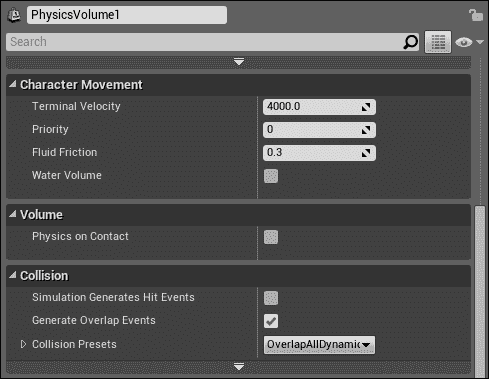 PhysicsVolume1
Search
Character Movement
Terminal Velocity 4000.0
Priority 0
Fluid Friction 0.3
Water Volume
Volume
Physics on Contact
Collision
Simulation Generates Hit Events
Generate Overlap Events
Collision Presets OverlapAllDynamic